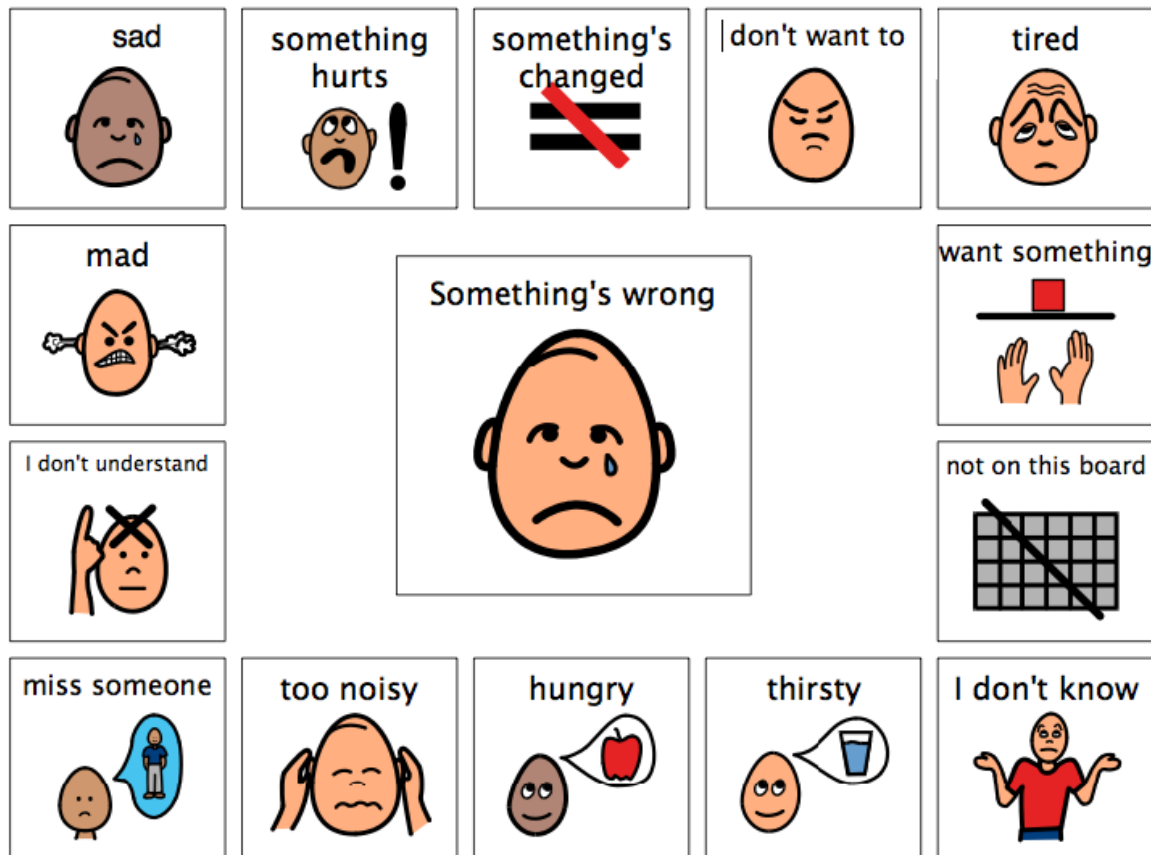 sad
something
hurts
something's
changed
don't want to
tired
mad
Something's wrong
want something
I don't understand
not on this board
miss someone
too noisy
hungry
thirsty
I don't know